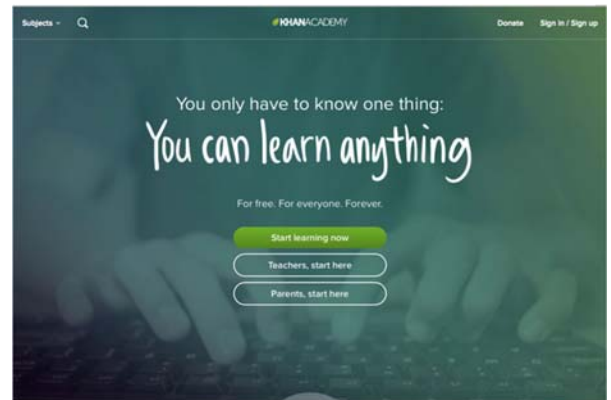 Subjects
KHANACADEMY
Donate
Sign in / Sign up
You only have to know one thing:
You can learn anything
For free. For everyone. Forever.
Start learning now
Teachers, start here
Parents, start here